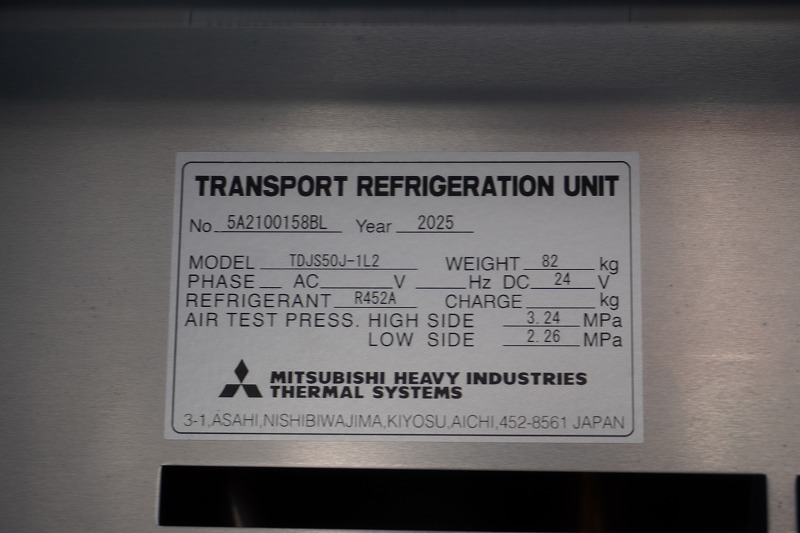 TRANSPORT REFRIGERATION UNIT
No 5A2100158BL Year 2025
MODEL TDJS50J-1L2 WEIGHT 82 kg
PHASE AC V Hz DC 24 V
REFRIGERANT R452A CHARGE kg
AIR TEST PRESS. HIGH SIDE 3.24 MPa
LOW SIDE 2.26 MPa
MITSUBISHI HEAVY INDUSTRIES
THERMAL SYSTEMS
3-1,ASAHI,NISHIBIWAJIMA,KIYOSU,AICHI,452-8561 JAPAN